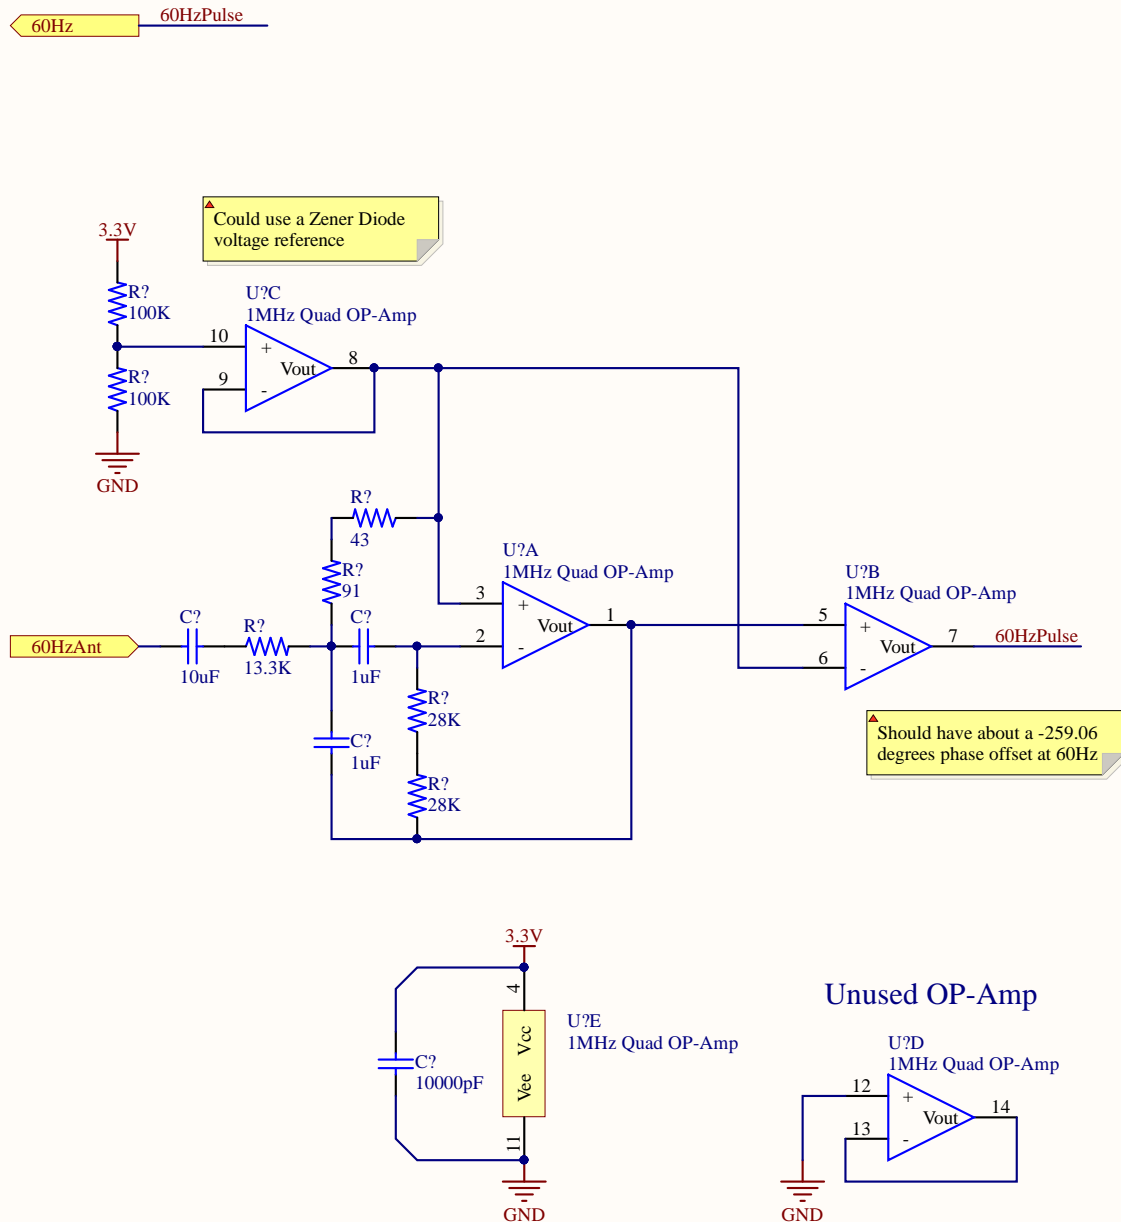 60HzPulse
60Hz
Could use a Zener Diode
voltage reference
3.3V
R?
100K
R?
100K
GND
U?C
1MHz Quad OP-Amp
10
+
Vout
8
9
-
R?
43
R?
91
U?A
1MHz Quad OP-Amp
3
+
Vout
1
2
-
60HzAnt
C?
10uF
R?
13.3K
C?
1uF
C?
1uF
R?
28K
R?
28K
U?B
1MHz Quad OP-Amp
5
+
Vout
7
60HzPulse
6
-
Should have about a -259.06
degrees phase offset at 60Hz
3.3V
4
Vee Vcc
11
U?E
1MHz Quad OP-Amp
C?
10000pF
GND
Unused OP-Amp
U?D
1MHz Quad OP-Amp
12
+
Vout
14
13
-
GND